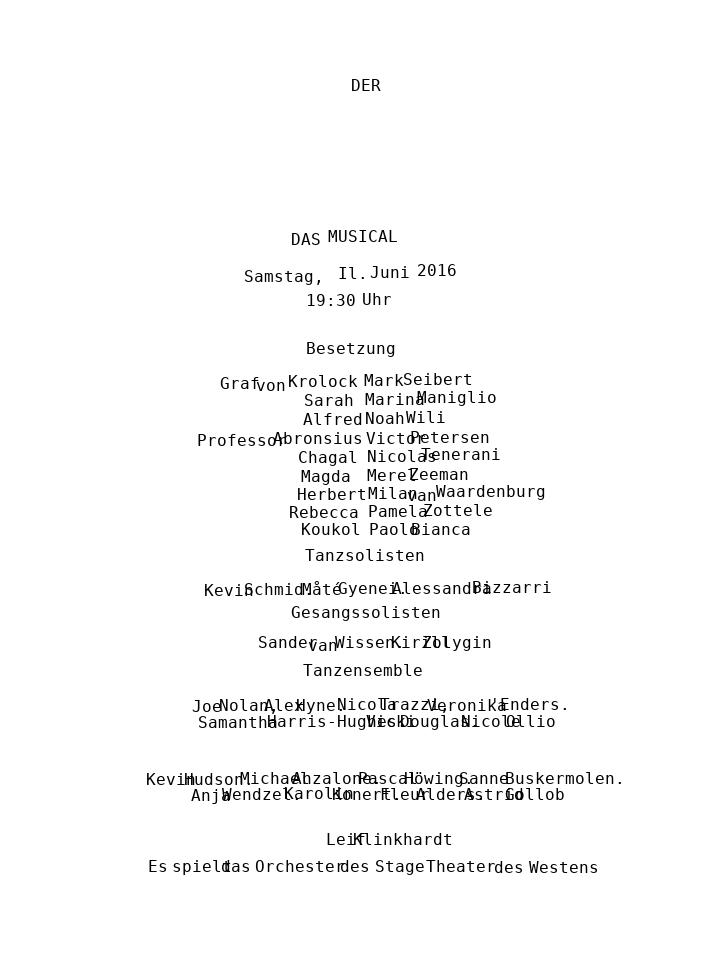 DER
DAS MUSICAL
Samstag, Il. Juni 2016
19:30 Uhr
Besetzung
Graf von Krolock Mark Seibert
Sarah Marina Maniglio
Alfred Noah Wili
Professor Abronsius Victor Petersen
Chagal Nicolas Tenerani
Magda Merel Zeeman
Herbert Milan van Waardenburg
Rebecca Pamela Zottele
Koukol Paolo Bianca
Tanzsolisten
Kevin Schmid. Måté Gyenei. Alessandra Bizzarri
Gesangssolisten
Sander van Wissen. Kirill Zolygin
Tanzensemble
Joe Nolan, Alex Hyne. Nicola Trazzi, Veronika 'Enders.
Samantha Harris-Hughes. Vicki Douglas Nicole Ollio
Kevin Hudson. Michael Anzalone. Pascal Höwing. Sanne Buskermolen.
Anja Wendzel. Karolin Konert. Fleur Alders. Astrid Gollob
Leif Klinkhardt
Es spielt das Orchester des Stage Theater des Westens